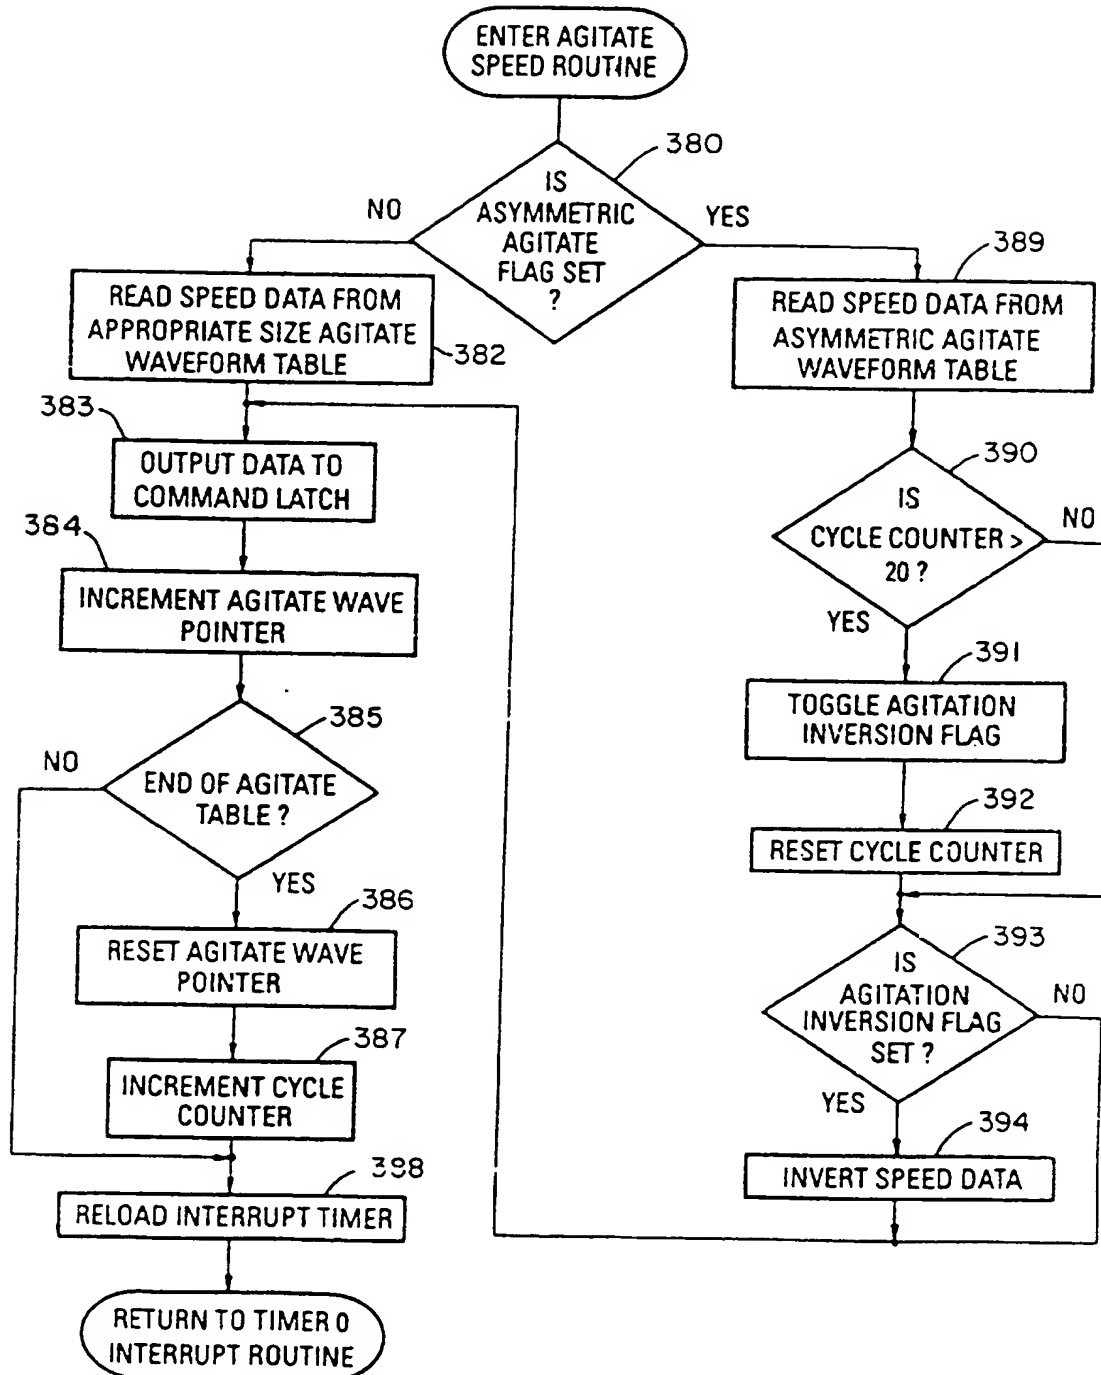 ENTER AGITATE
SPEED ROUTINE
380
IS
ASYMMETRIC
AGITATE
FLAG SET
?
NO
YES
READ SPEED DATA FROM
APPROPRIATE SIZE AGITATE
WAVEFORM TABLE
382
389
READ SPEED DATA FROM
ASYMMETRIC AGITATE
WAVEFORM TABLE
383
OUTPUT DATA TO
COMMAND LATCH
390
IS
CYCLE COUNTER >
20 ?
NO
YES
384
INCREMENT AGITATE WAVE
POINTER
391
TOGGLE AGITATION
INVERSION FLAG
385
END OF AGITATE
TABLE ?
NO
YES
392
RESET CYCLE COUNTER
386
RESET AGITATE WAVE
POINTER
393
IS
AGITATION
INVERSION FLAG
SET ?
NO
YES
387
INCREMENT CYCLE
COUNTER
394
INVERT SPEED DATA
398
RELOAD INTERRUPT TIMER
RETURN TO TIMER 0
INTERRUPT ROUTINE